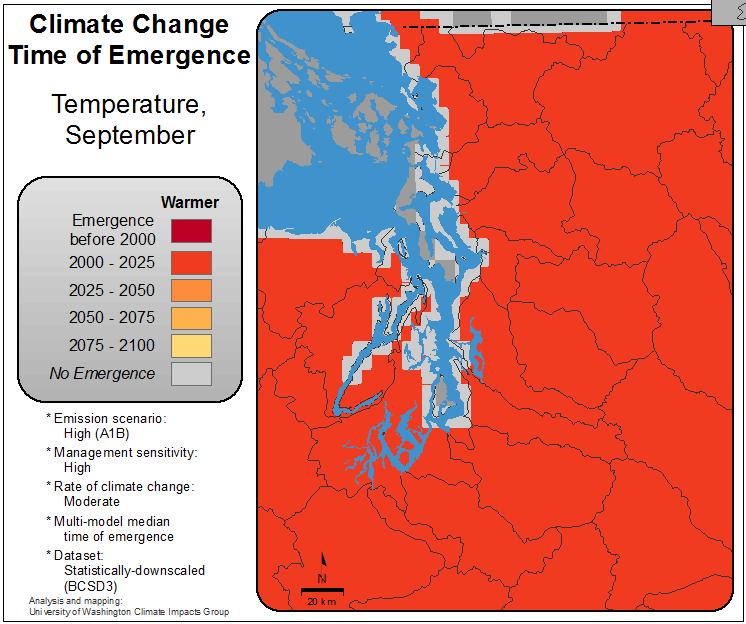 Climate Change
Time of Emergence
Temperature,
September
Warmer
Emergence
before 2000
2000 - 2025
2025 - 2050
2050 - 2075
2075 - 2100
No Emergence
* Emission scenario:
High (A1B)
* Management sensitivity:
High
* Rate of climate change:
Moderate
* Multi-model median
time of emergence
* Dataset:
Statistically-downscaled
(BCSD3)
Analysis and mapping:
University of Washington Climate Impacts Group
N
20 km